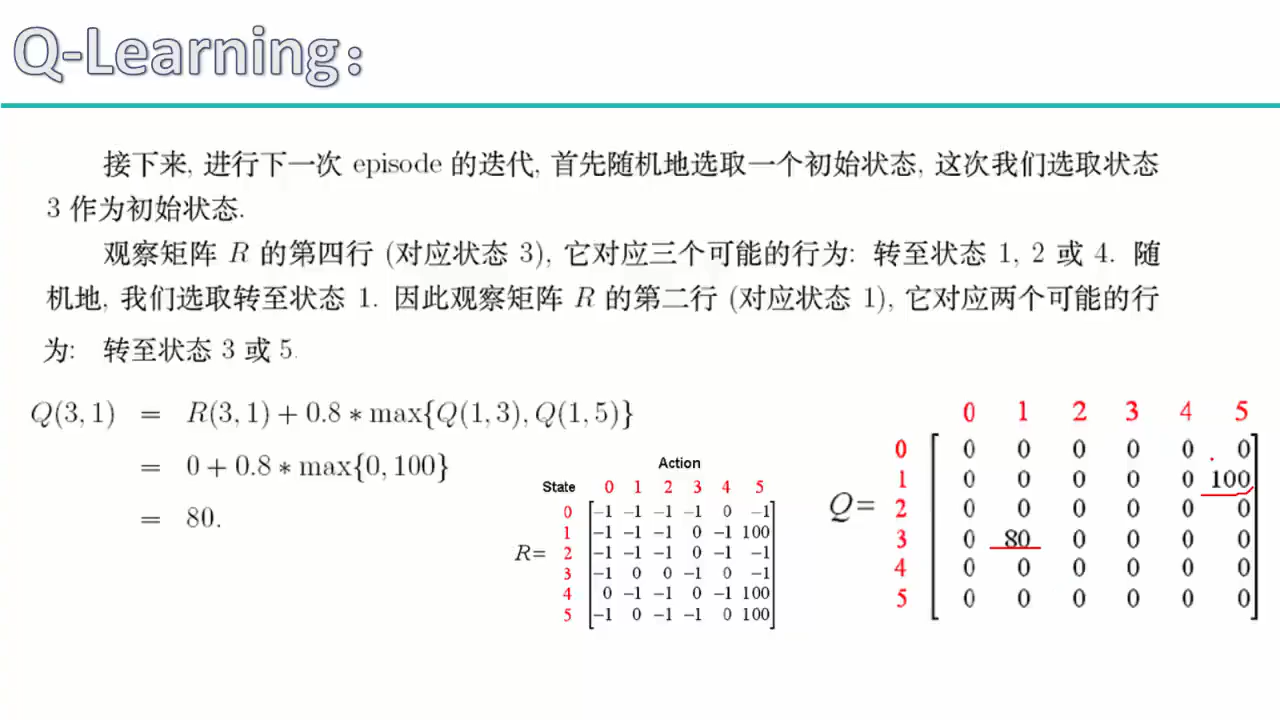 Q-Learning：
接下来, 进行下一次 episode 的迭代, 首先随机地选取一个初始状态, 这次我们选取状态
3 作为初始状态.
观察矩阵 R 的第四行 (对应状态 3), 它对应三个可能的行为: 转至状态 1, 2 或 4. 随
机地, 我们选取转至状态 1. 因此观察矩阵 R 的第二行 (对应状态 1), 它对应两个可能的行
为: 转至状态 3 或 5.
Q(3,1) = R(3,1) + 0.8 * max{Q(1,3), Q(1,5)}
= 0 + 0.8 * max{0, 100}
= 80.
Action
State 0 1 2 3 4 5
0 −1 −1 −1 −1 0 −1
1 −1 −1 −1 0 −1 100
R= 2 −1 −1 −1 0 −1 −1
3 −1 0 0 −1 0 −1
4 0 −1 −1 0 −1 100
5 −1 0 −1 −1 0 100
0 1 2 3 4 5
0 0 0 0 0 0 0
1 0 0 0 0 0 100
Q= 2 0 0 0 0 0 0
3 0 80 0 0 0 0
4 0 0 0 0 0 0
5 0 0 0 0 0 0